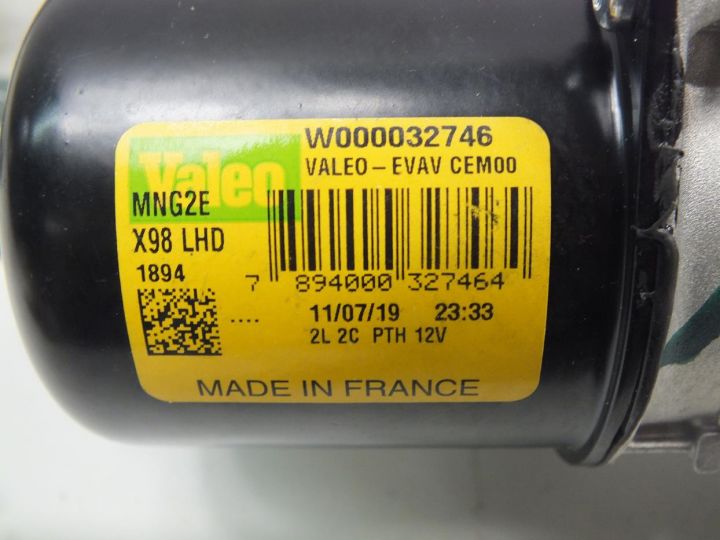 W000032746
Valeo
VALEO-EVAV CEM00
MNG2E
X98 LHD
1894
7 894000 327464
.... 11/07/19 23:33
2L 2C PTH 12V
MADE IN FRANCE